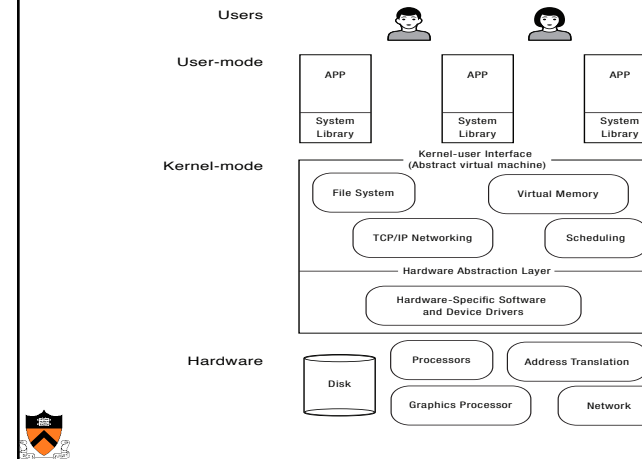 Users
User-mode
APP
APP
APP
System
Library
System
Library
System
Library
Kernel-user Interface
(Abstract virtual machine)
Kernel-mode
File System
Virtual Memory
TCP/IP Networking
Scheduling
Hardware Abstraction Layer
Hardware-Specific Software
and Device Drivers
Hardware
Disk
Processors
Address Translation
Graphics Processor
Network